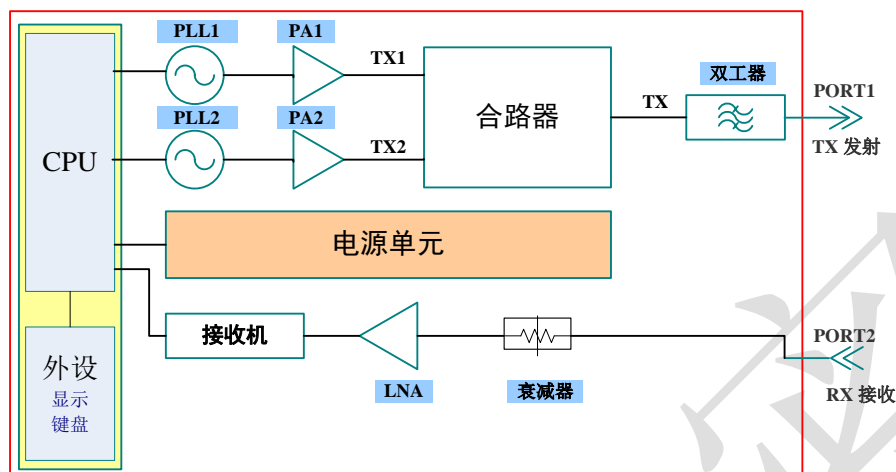 PLL1
PA1
TX1
双工器
TX
PORT1
TX 发射
PLL2
PA2
TX2
合路器
CPU
电源单元
接收机
LNA
衰减器
PORT2
RX 接收
外设
显示
键盘